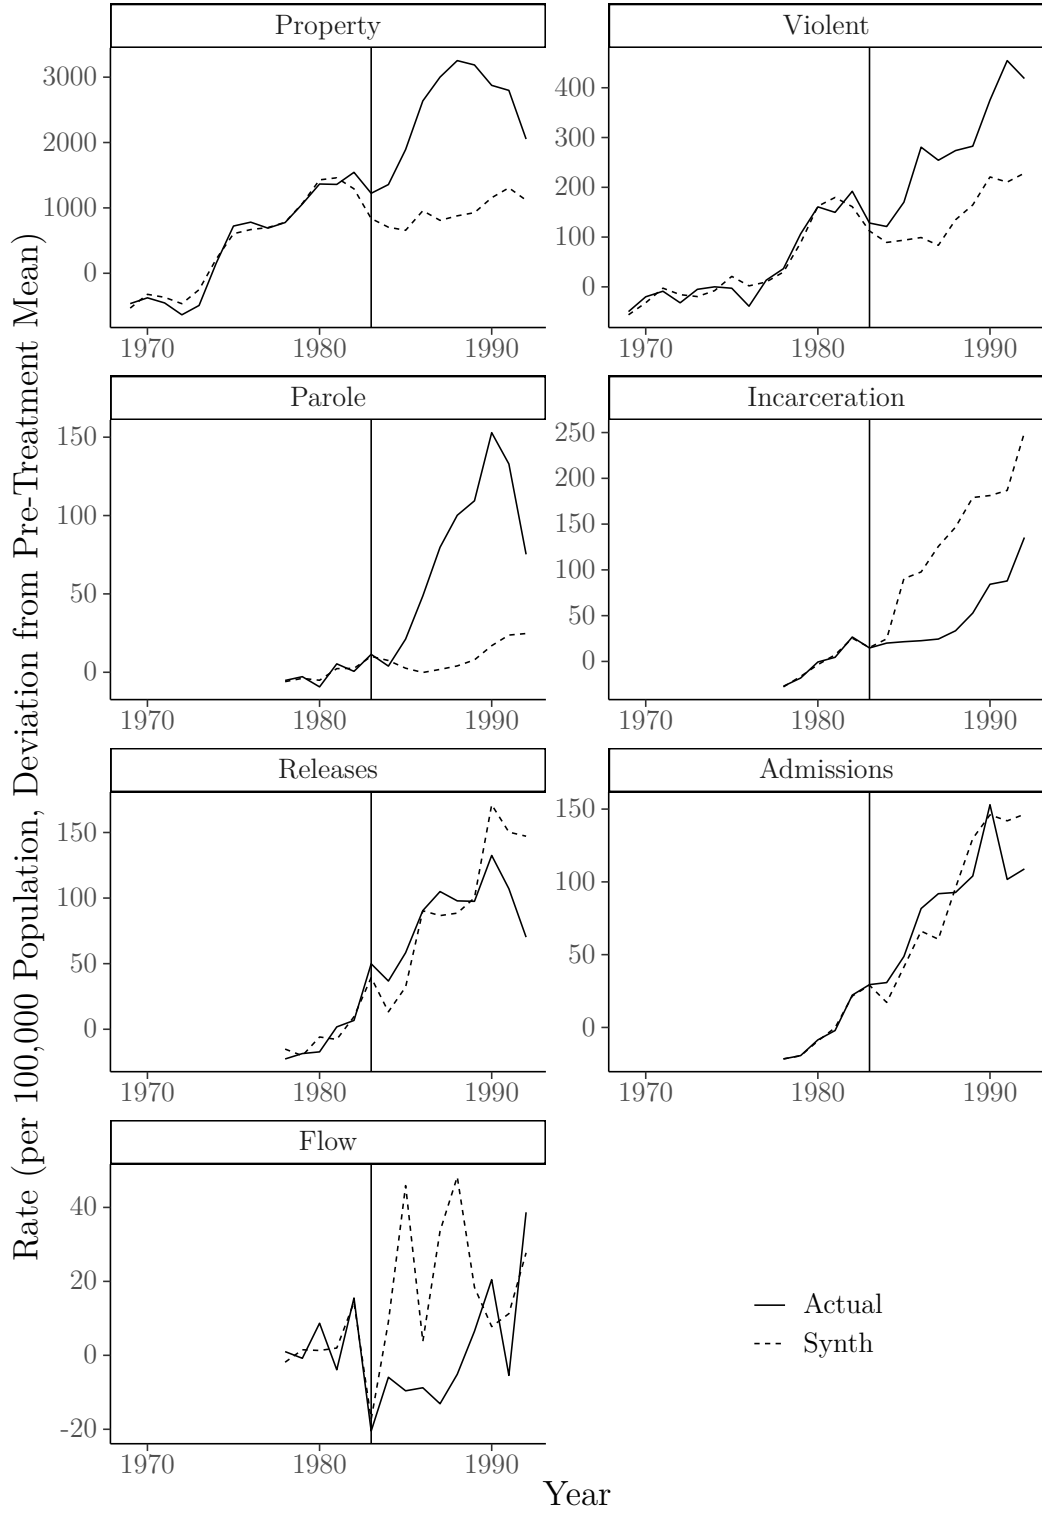 Rate (per 100,000 Population, Deviation from Pre-Treatment Mean)
Property
3000
2000
1000
0
1970 1980 1990
Violent
400
300
200
100
0
1970 1980 1990
Parole
150
100
50
0
1970 1980 1990
Incarceration
250
200
150
100
50
0
1970 1980 1990
Releases
150
100
50
0
1970 1980 1990
Admissions
150
100
50
0
1970 1980 1990
Flow
40
20
0
-20
1970 1980 1990
Actual
Synth
Year